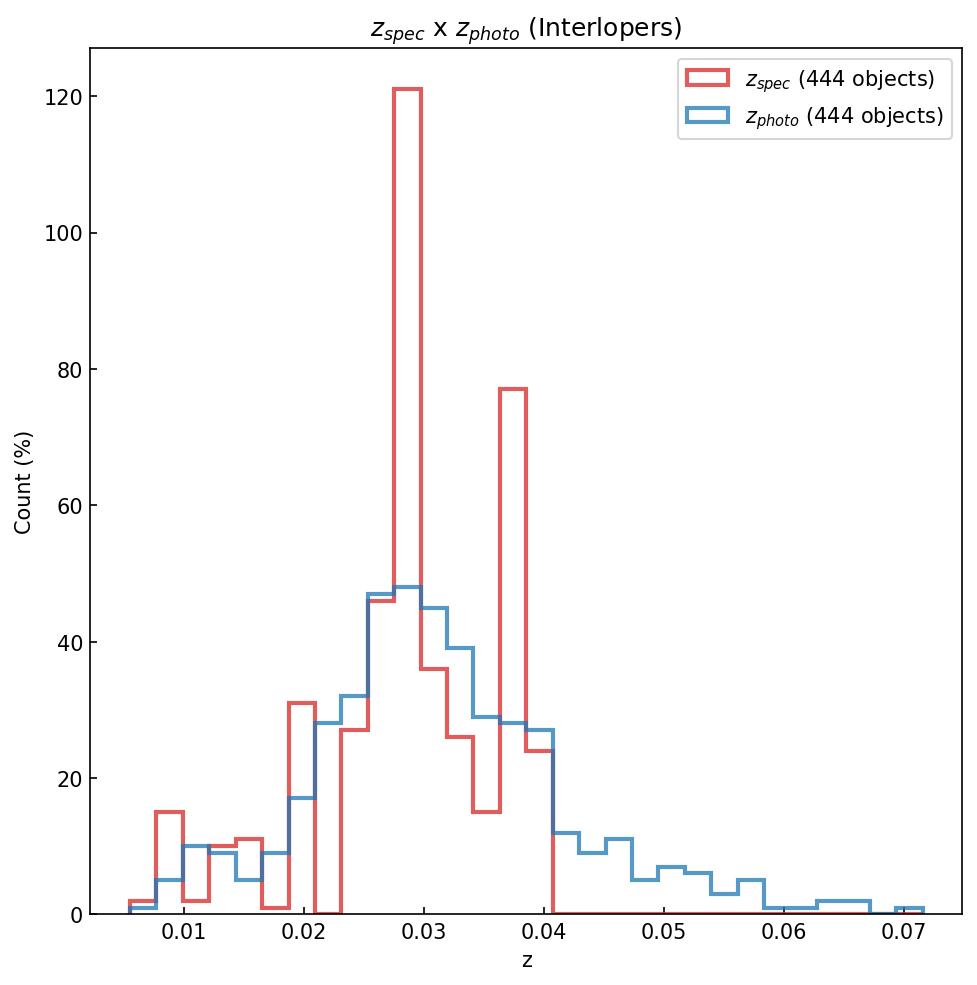 z_spec x z_photo (Interlopers)
z_spec (444 objects)
z_photo (444 objects)
Count (%)
120
100
80
60
40
20
0
0.01 0.02 0.03 0.04 0.05 0.06 0.07
z